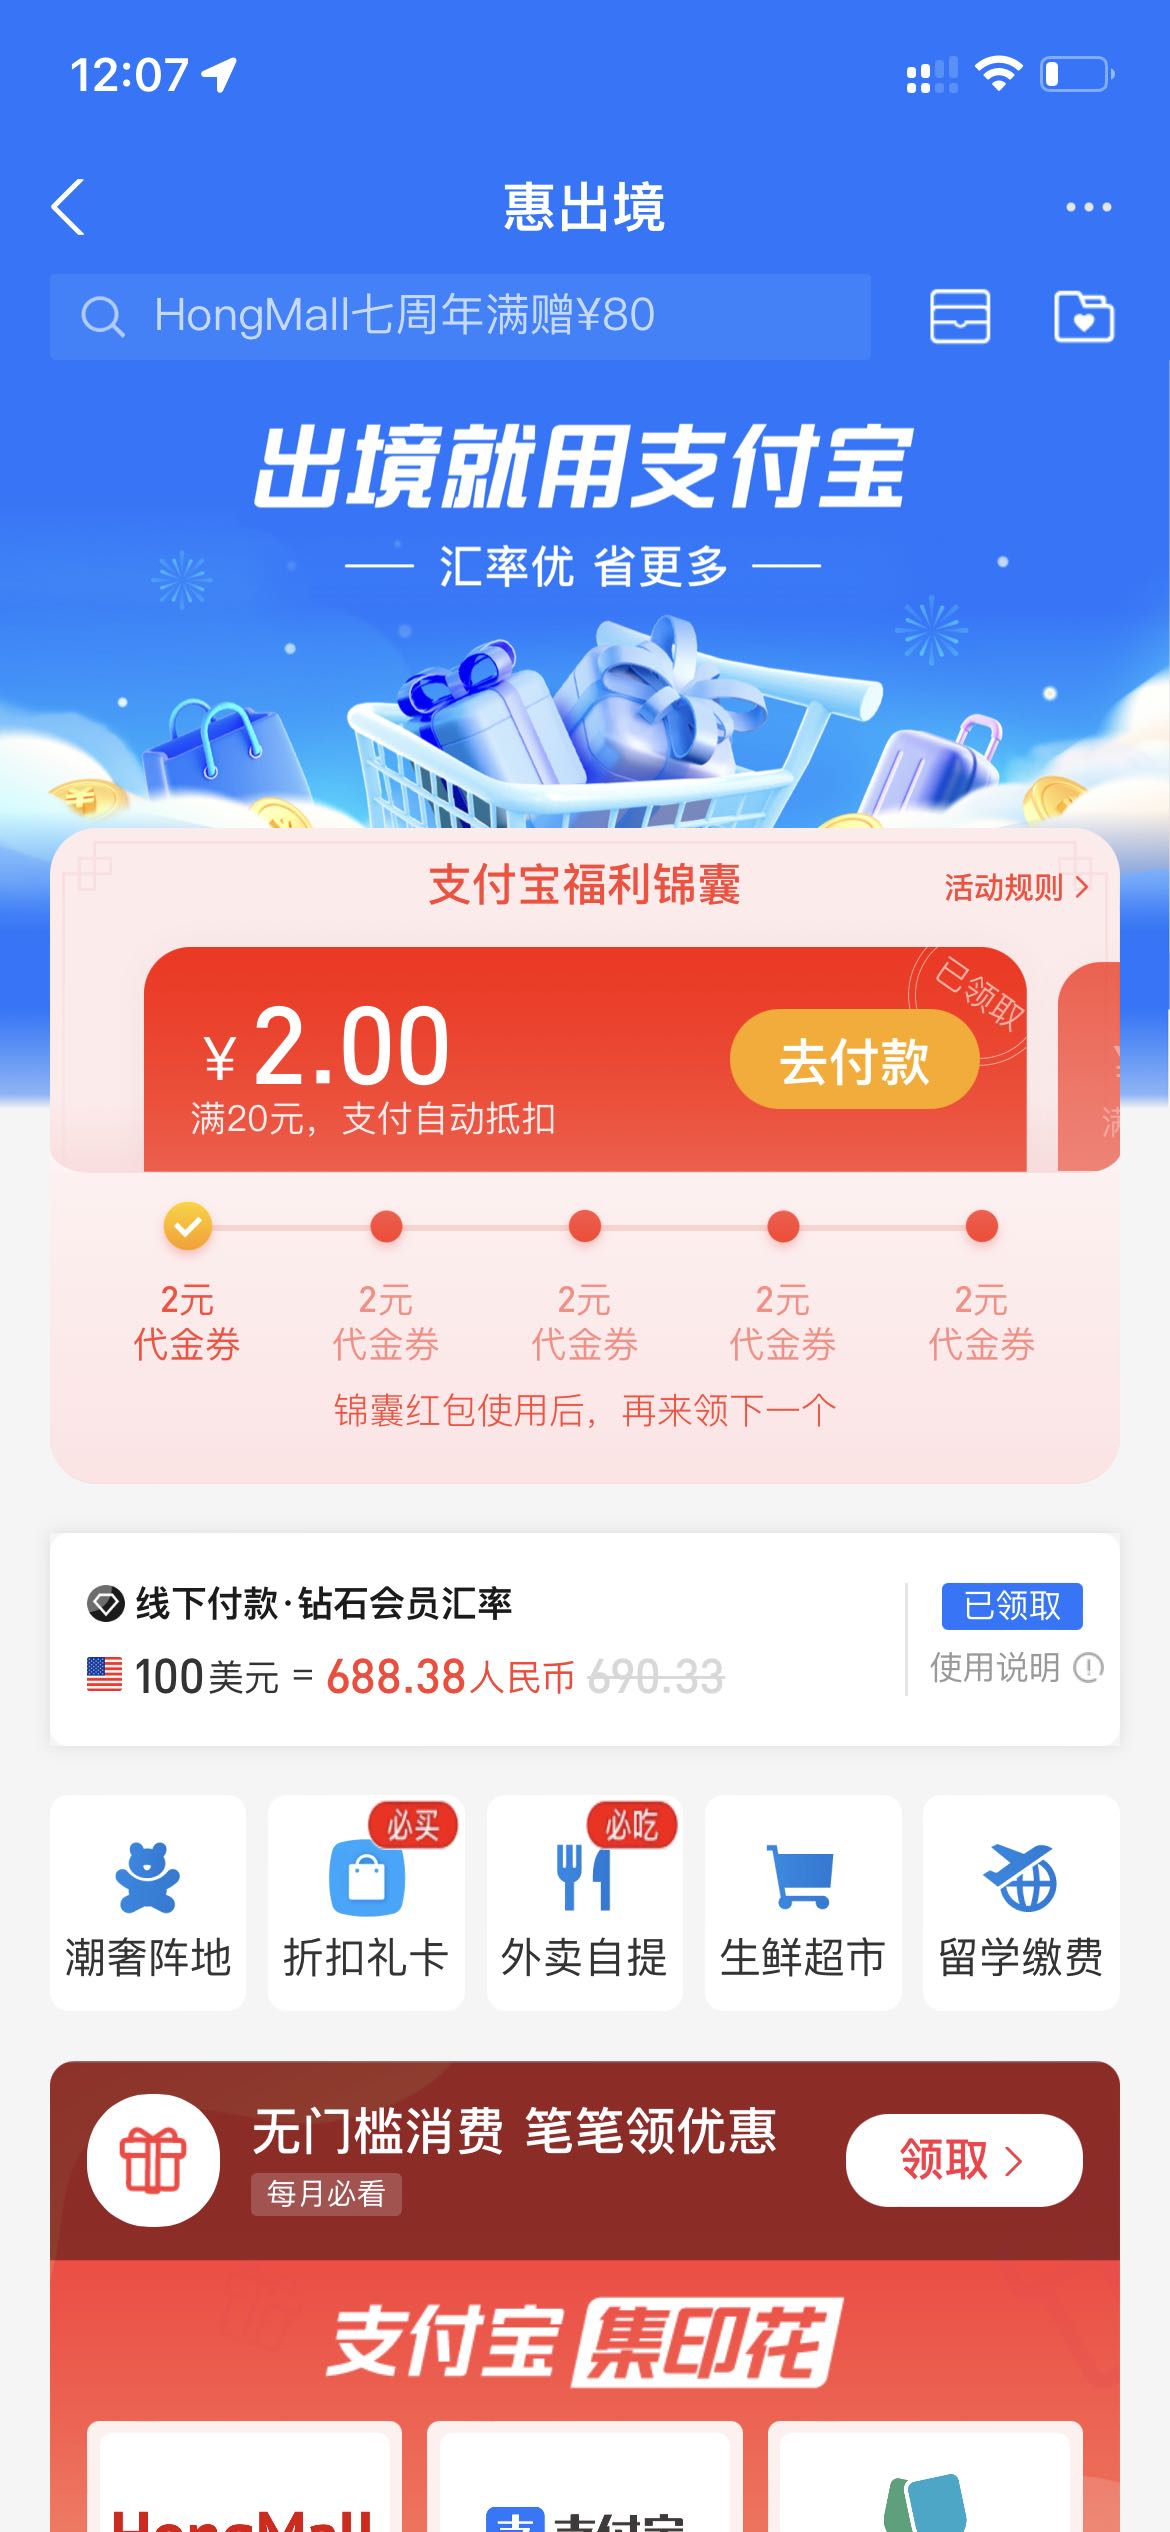 12:07
惠出境
HongMall七周年满赠¥80
出境就用支付宝
汇率优 省更多
支付宝福利锦囊
活动规则
已领取
¥2.00
去付款
满20元，支付自动抵扣
满
2元 2元 2元 2元 2元
代金券 代金券 代金券 代金券 代金券
锦囊红包使用后，再来领下一个
线下付款·钻石会员汇率
已领取
100美元 = 688.38人民币 690.33
使用说明
必买 必吃
潮奢阵地 折扣礼卡 外卖自提 生鲜超市 留学缴费
无门槛消费 笔笔领优惠
领取
每月必看
支付宝 集印花
HongMall
支付宝